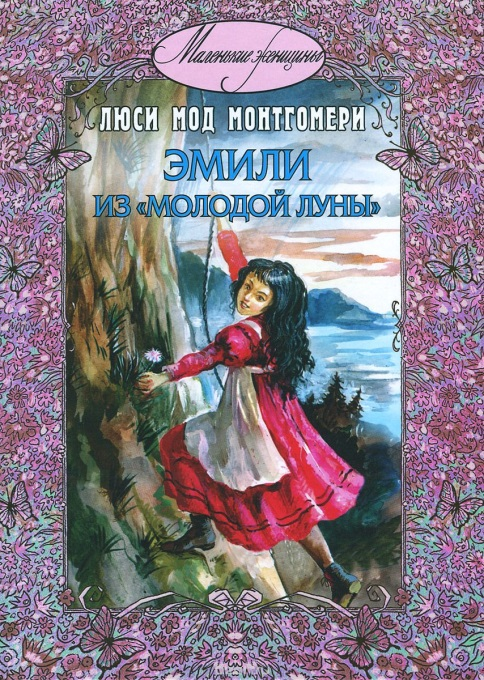 Маленькие женщины
ЛЮСИ МОД МОНТГОМЕРИ
ЭМИЛИ
ИЗ «МОЛОДОЙ ЛУНЫ»